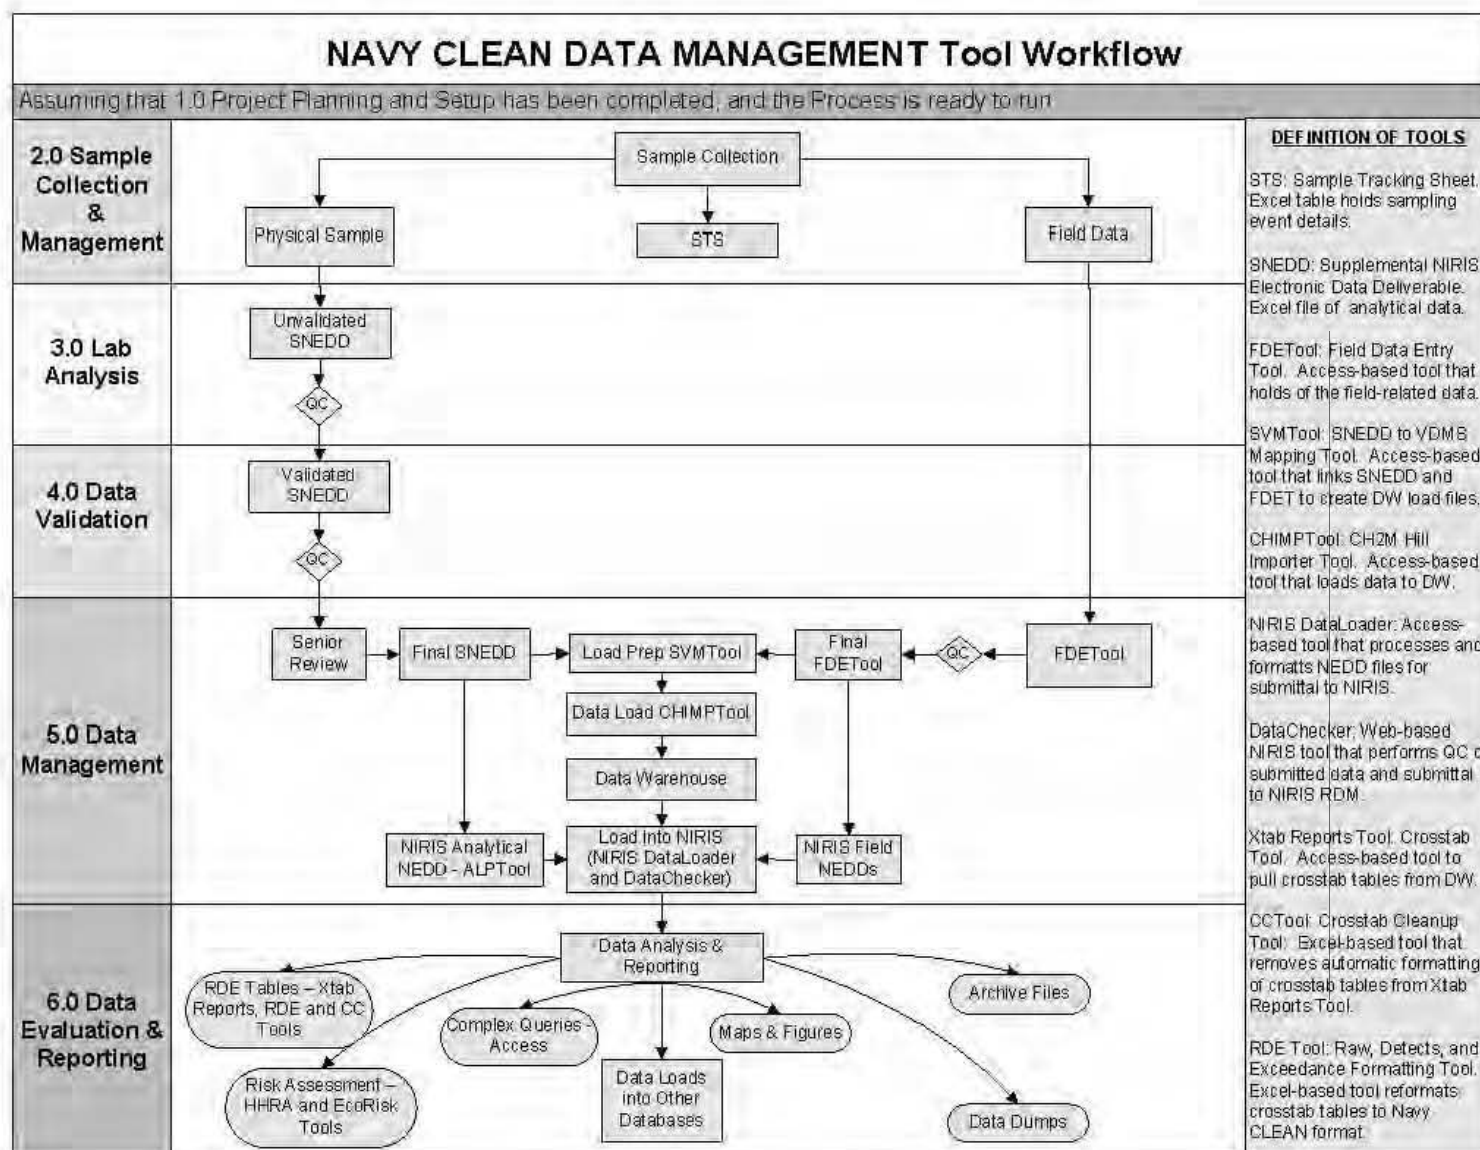 NAVY CLEAN DATA MANAGEMENT Tool Workflow
Assuming that 1.0 Project Planning and Setup has been completed, and the Process is ready to run
2.0 Sample
Collection
&
Management
Sample Collection
Physical Sample
STS
Field Data
3.0 Lab
Analysis
Unvalidated
SNEDD
QC
4.0 Data
Validation
Validated
SNEDD
QC
5.0 Data
Management
Senior
Review
Final SNEDD
Load Prep SVMTool
Final
FDETool
QC
FDETool
Data Load CHIMPTool
Data Warehouse
NIRIS Analytical
NEDD - ALPTool
Load into NIRIS
(NIRIS DataLoader
and DataChecker)
NIRIS Field
NEDDs
6.0 Data
Evaluation &
Reporting
Data Analysis &
Reporting
RDE Tables – Xtab
Reports, RDE and CC
Tools
Risk Assessment –
HHRA and EcoRisk
Tools
Complex Queries -
Access
Data Loads
into Other
Databases
Maps & Figures
Archive Files
Data Dumps
DEFINITION OF TOOLS
STS: Sample Tracking Sheet.
Excel table holds sampling
event details.
SNEDD: Supplemental NIRIS
Electronic Data Deliverable.
Excel file of analytical data.
FDETool: Field Data Entry
Tool. Access-based tool that
holds of the field-related data.
SVMTool: SNEDD to VDMS
Mapping Tool. Access-based
tool that links SNEDD and
FDET to create DW load files.
CHIMPTool: CH2M Hill
Importer Tool. Access-based
tool that loads data to DW.
NIRIS DataLoader: Access-
based tool that processes and
formatts NEDD files for
submittal to NIRIS.
DataChecker: Web-based
NIRIS tool that performs QC
submitted data and submittal
to NIRIS RDM.
Xtab Reports Tool: Crosstab
Tool. Access-based tool to
pull crosstab tables from DW.
CCTool: Crosstab Cleanup
Tool. Excel-based tool that
removes automatic formatting
of crosstab tables from Xtab
Reports Tool.
RDE Tool: Raw, Detects, and
Exceedance Formatting Tool.
Excel-based tool reformats
crosstab tables to Navy
CLEAN format.